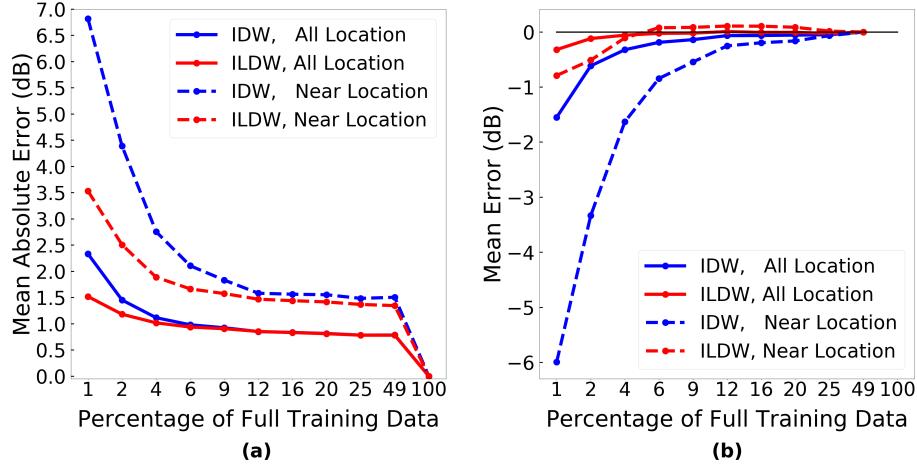 7.0
6.5
6.0
5.5
5.0
4.5
4.0
3.5
3.0
2.5
2.0
1.5
1.0
0.5
0.0
Mean Absolute Error (dB)
IDW, All Location
ILDW, All Location
IDW, Near Location
ILDW, Near Location
1 2 4 6 9 12 16 20 25 49 100
Percentage of Full Training Data
(a)
0
−1
−2
−3
−4
−5
−6
Mean Error (dB)
IDW, All Location
ILDW, All Location
IDW, Near Location
ILDW, Near Location
1 2 4 6 9 12 16 20 25 49 100
Percentage of Full Training Data
(b)